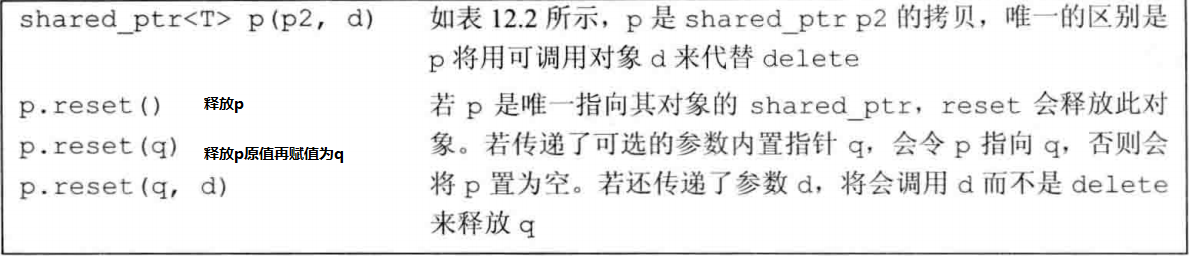 shared_ptr<T> p(p2, d) 如表 12.2 所示，p 是 shared_ptr p2 的拷贝，唯一的区别是
p 将用可调用对象 d 来代替 delete
p.reset() 释放p 若 p 是唯一指向其对象的 shared_ptr，reset 会释放此对
p.reset(q) 释放p原值再赋值为q 象。若传递了可选的参数内置指针 q，会令 p 指向 q，否则会
p.reset(q, d) 将 p 置为空。若还传递了参数 d，将会调用 d 而不是 delete
来释放 q